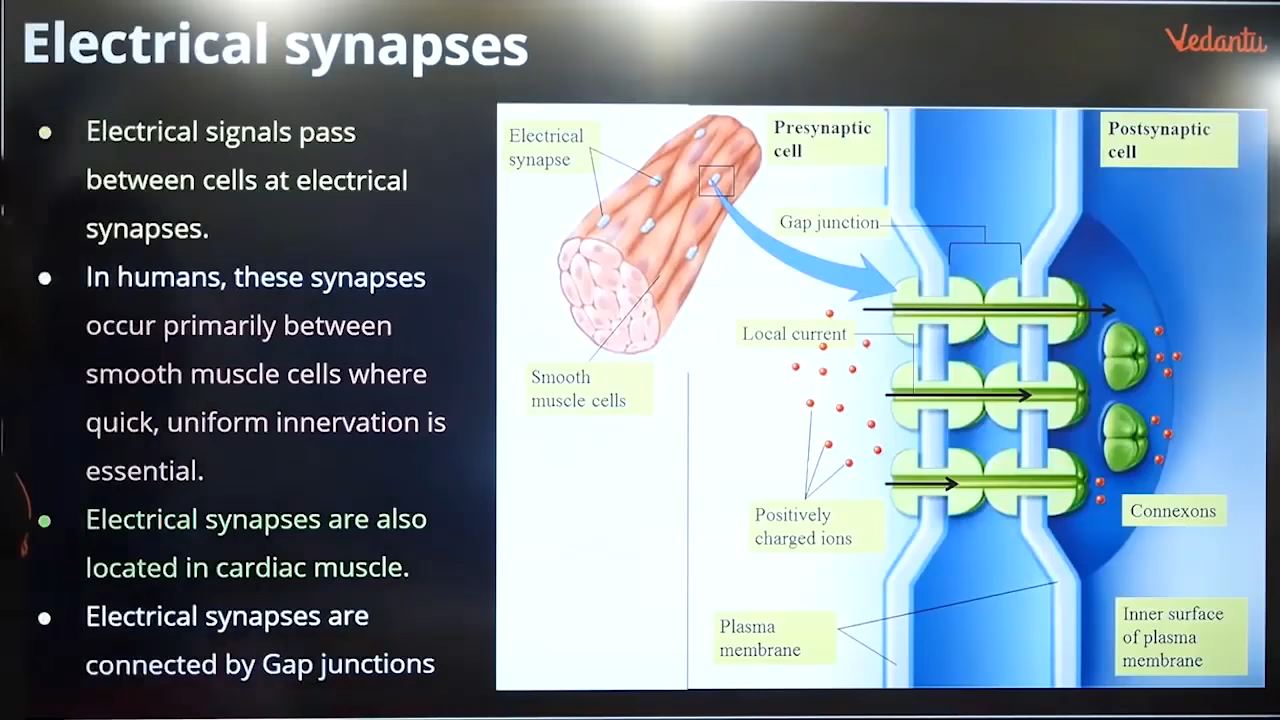 Electrical synapses
Vedantu
Electrical signals pass
between cells at electrical
synapses.
In humans, these synapses
occur primarily between
smooth muscle cells where
quick, uniform innervation is
essential.
Electrical synapses are also
located in cardiac muscle.
Electrical synapses are
connected by Gap junctions
Electrical
synapse
Presynaptic
cell
Postsynaptic
cell
Gap junction
Local current
Smooth
muscle cells
Positively
charged ions
Connexons
Plasma
membrane
Inner surface
of plasma
membrane